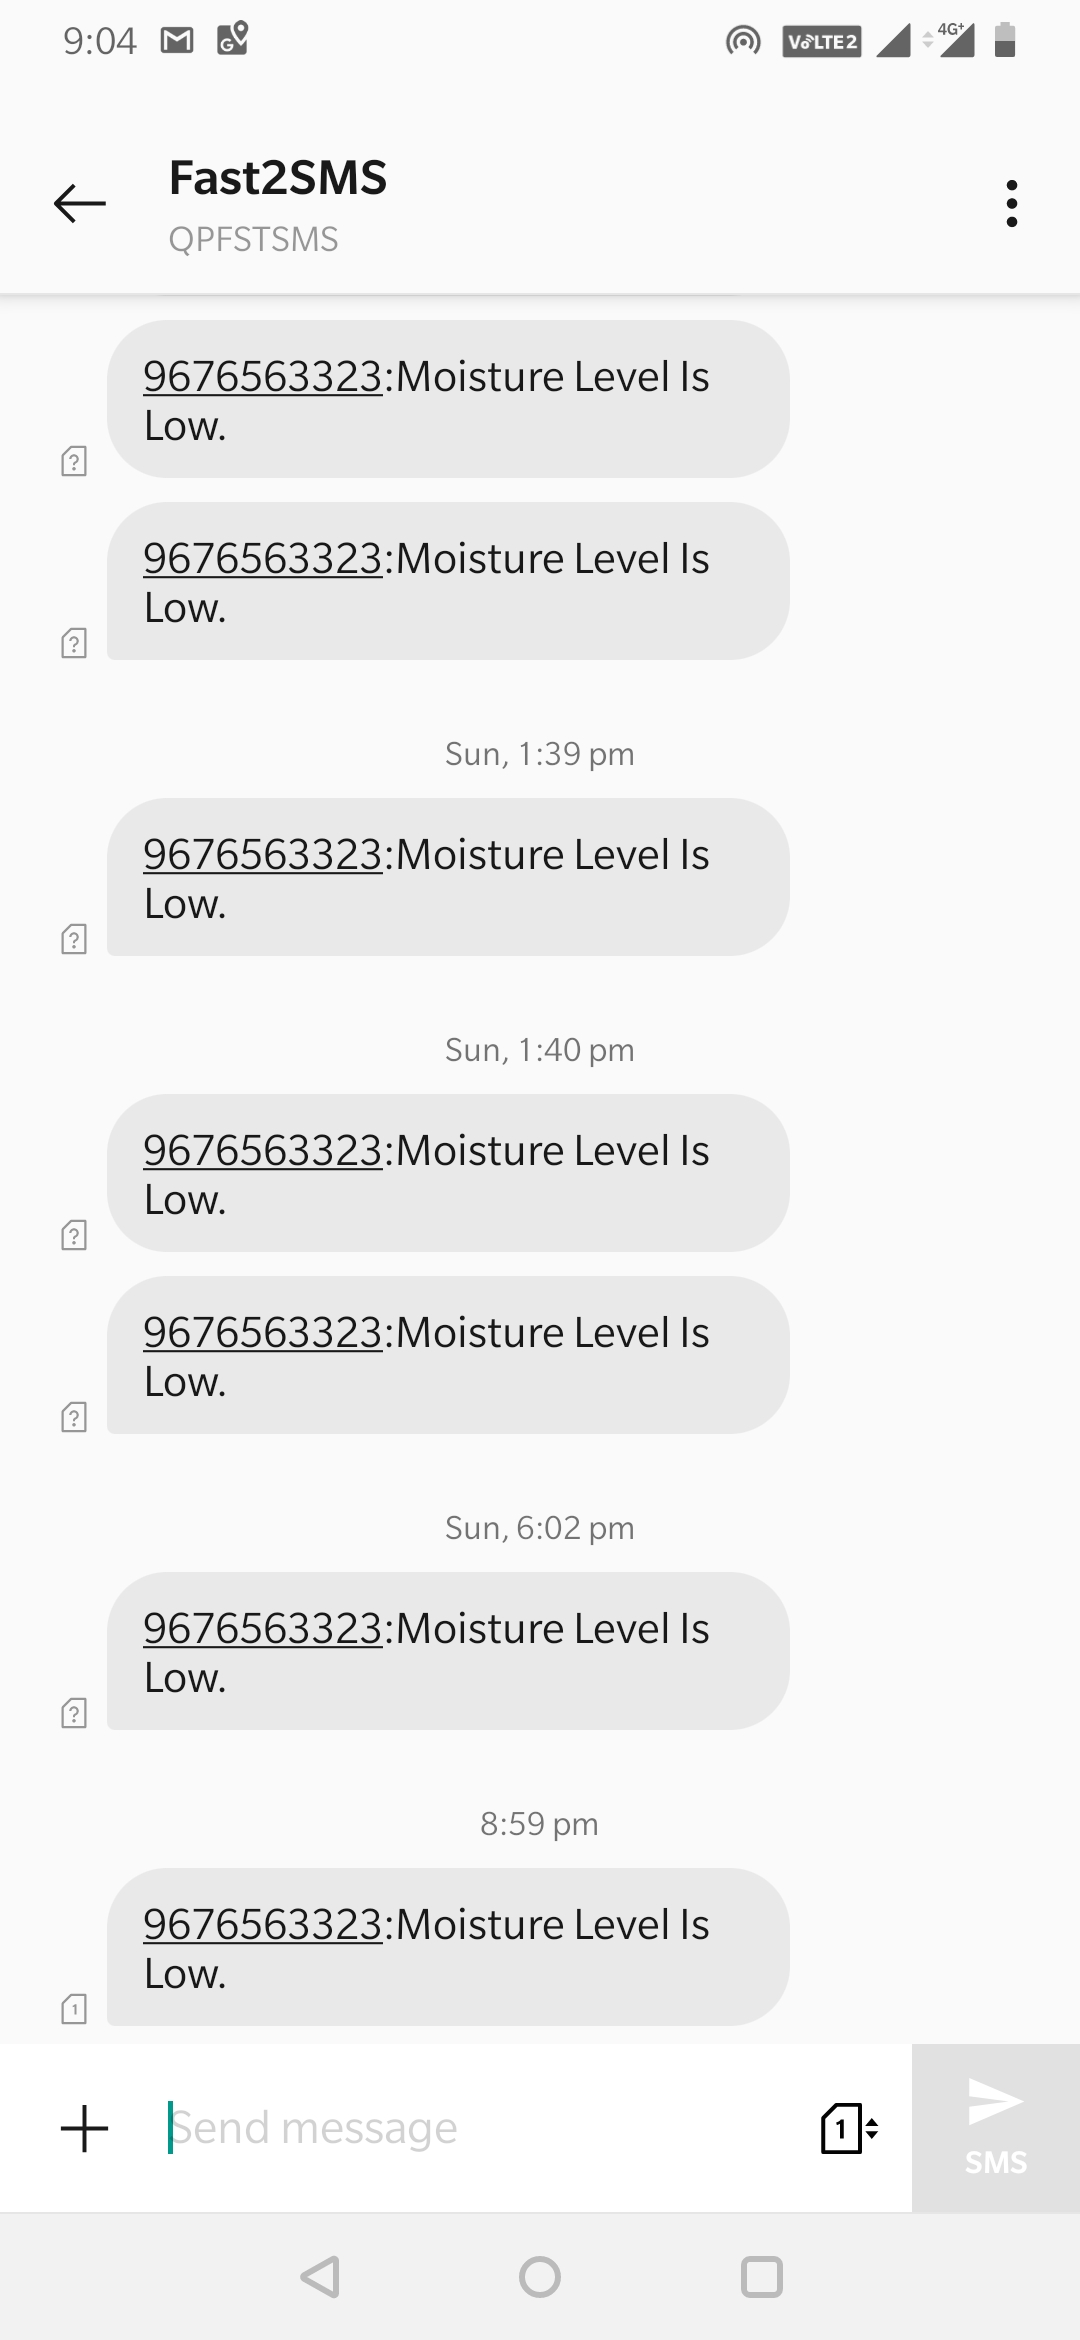 9:04 VoLTE2 4G+
Fast2SMS
QPFSTSMS
9676563323:Moisture Level Is
Low.
?
9676563323:Moisture Level Is
Low.
?
Sun, 1:39 pm
9676563323:Moisture Level Is
Low.
?
Sun, 1:40 pm
9676563323:Moisture Level Is
Low.
?
9676563323:Moisture Level Is
Low.
?
Sun, 6:02 pm
9676563323:Moisture Level Is
Low.
?
8:59 pm
9676563323:Moisture Level Is
Low.
1
Send message 1
SMS